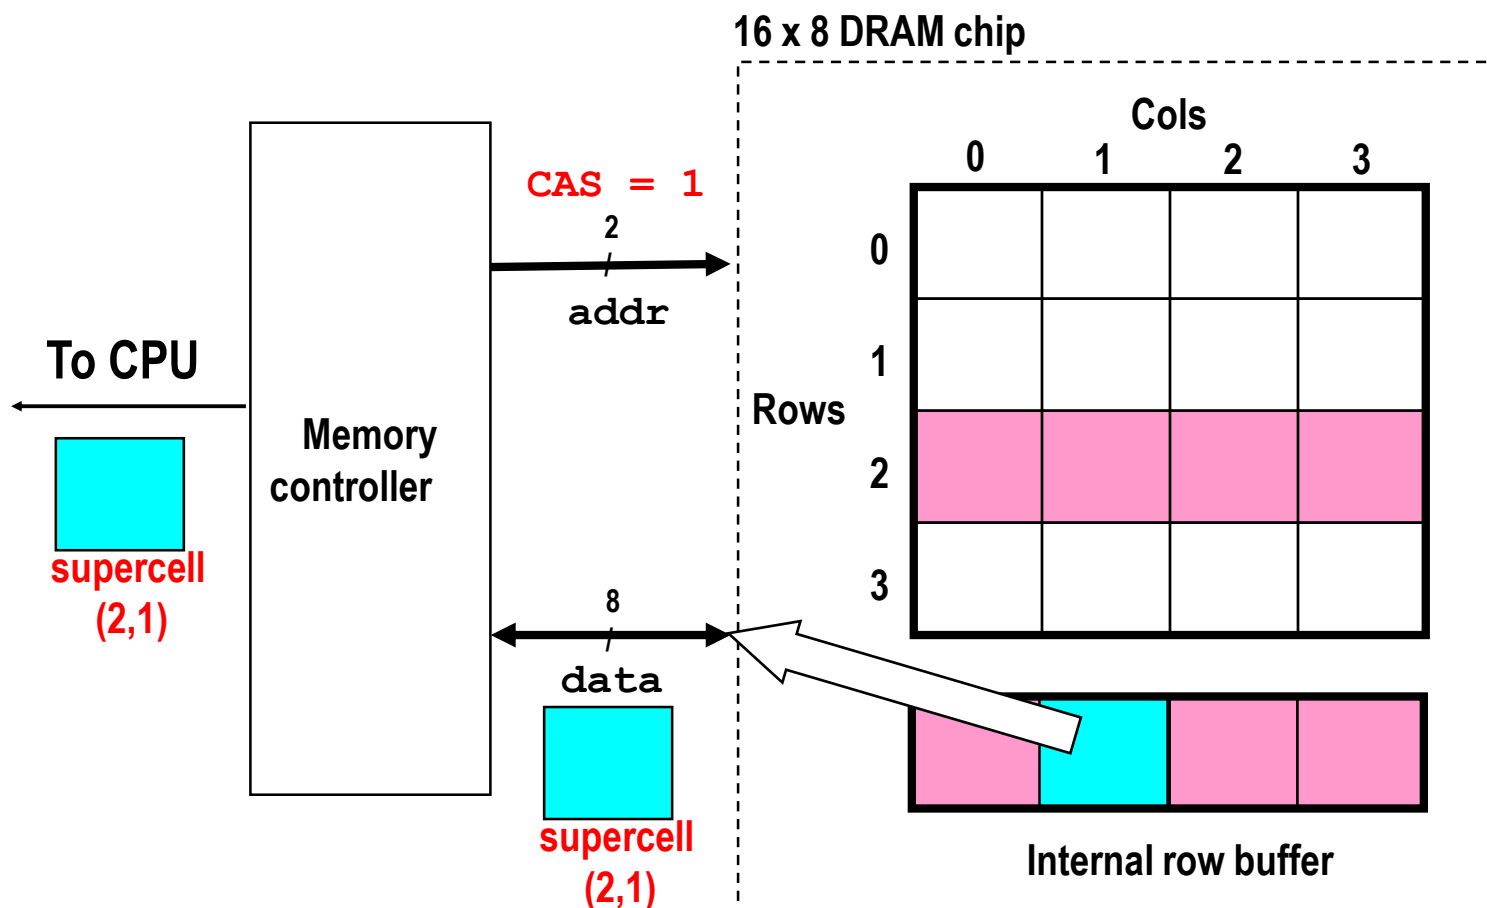 16 x 8 DRAM chip
Cols
0 1 2 3
CAS = 1
2
addr
0
1
Rows
2
3
To CPU
Memory
controller
supercell
(2,1)
8
data
supercell
(2,1)
Internal row buffer